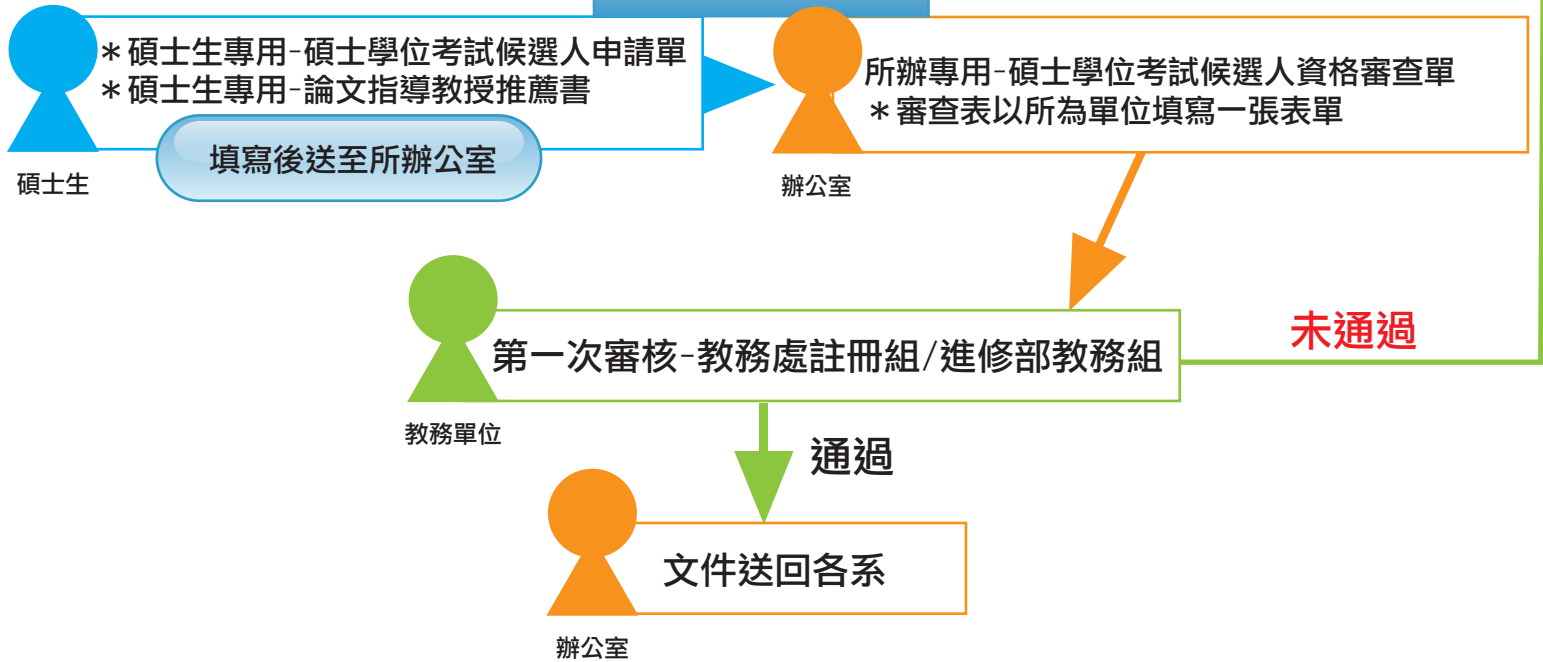 ＊碩士生專用-碩士學位考試候選人申請單
＊碩士生專用-論文指導教授推薦書
填寫後送至所辦公室
碩士生
所辦專用-碩士學位考試候選人資格審查單
＊審查表以所為單位填寫一張表單
辦公室
第一次審核-教務處註冊組/進修部教務組
未通過
教務單位
通過
文件送回各系
辦公室